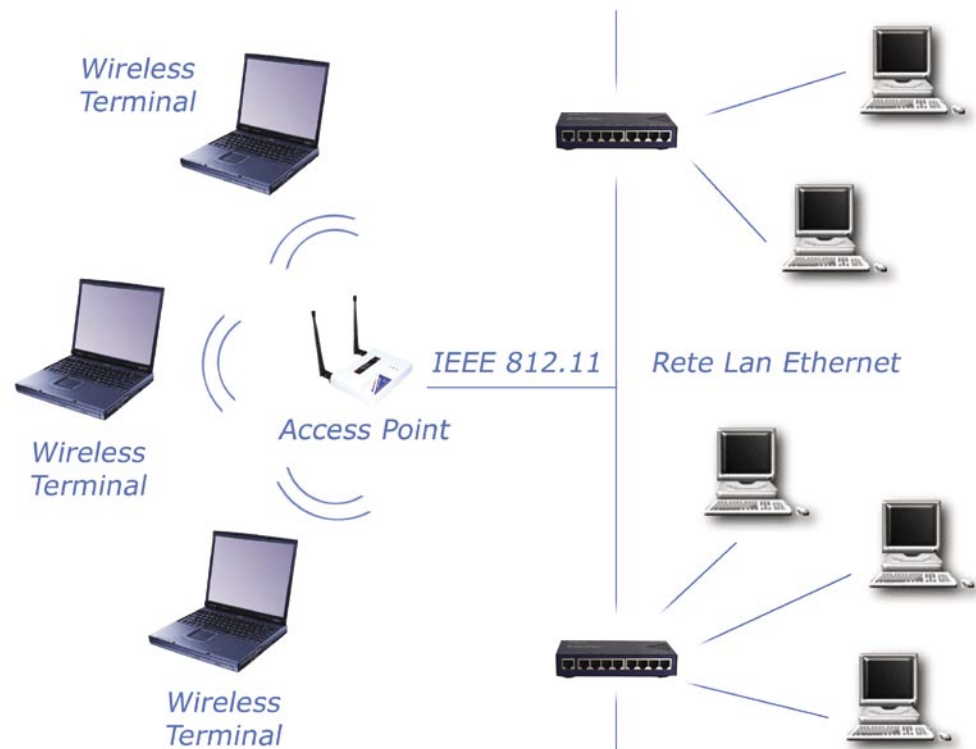 Wireless
Terminal
IEEE 812.11
Rete Lan Ethernet
Access Point
Wireless
Terminal
Wireless
Terminal